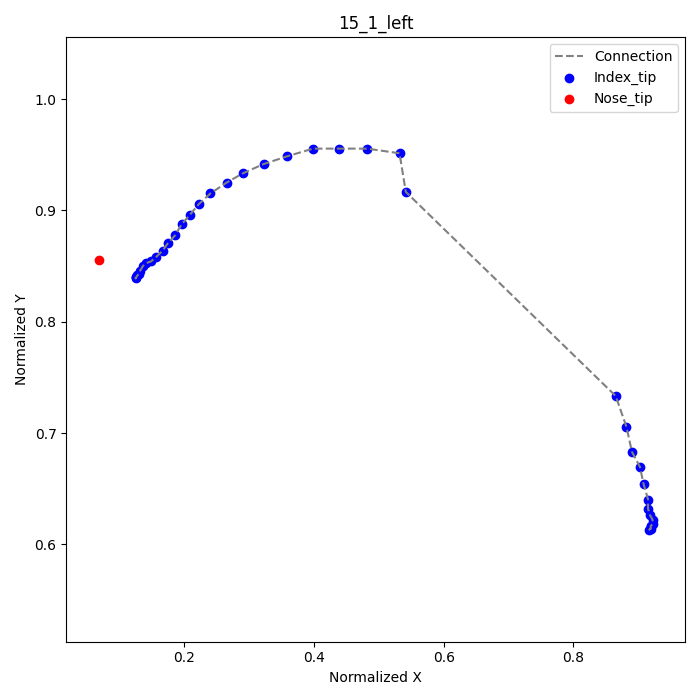 15_1_left
Connection
Index_tip
Nose_tip
1.0
0.9
0.8
0.7
0.6
Normalized Y
0.2 0.4 0.6 0.8
Normalized X